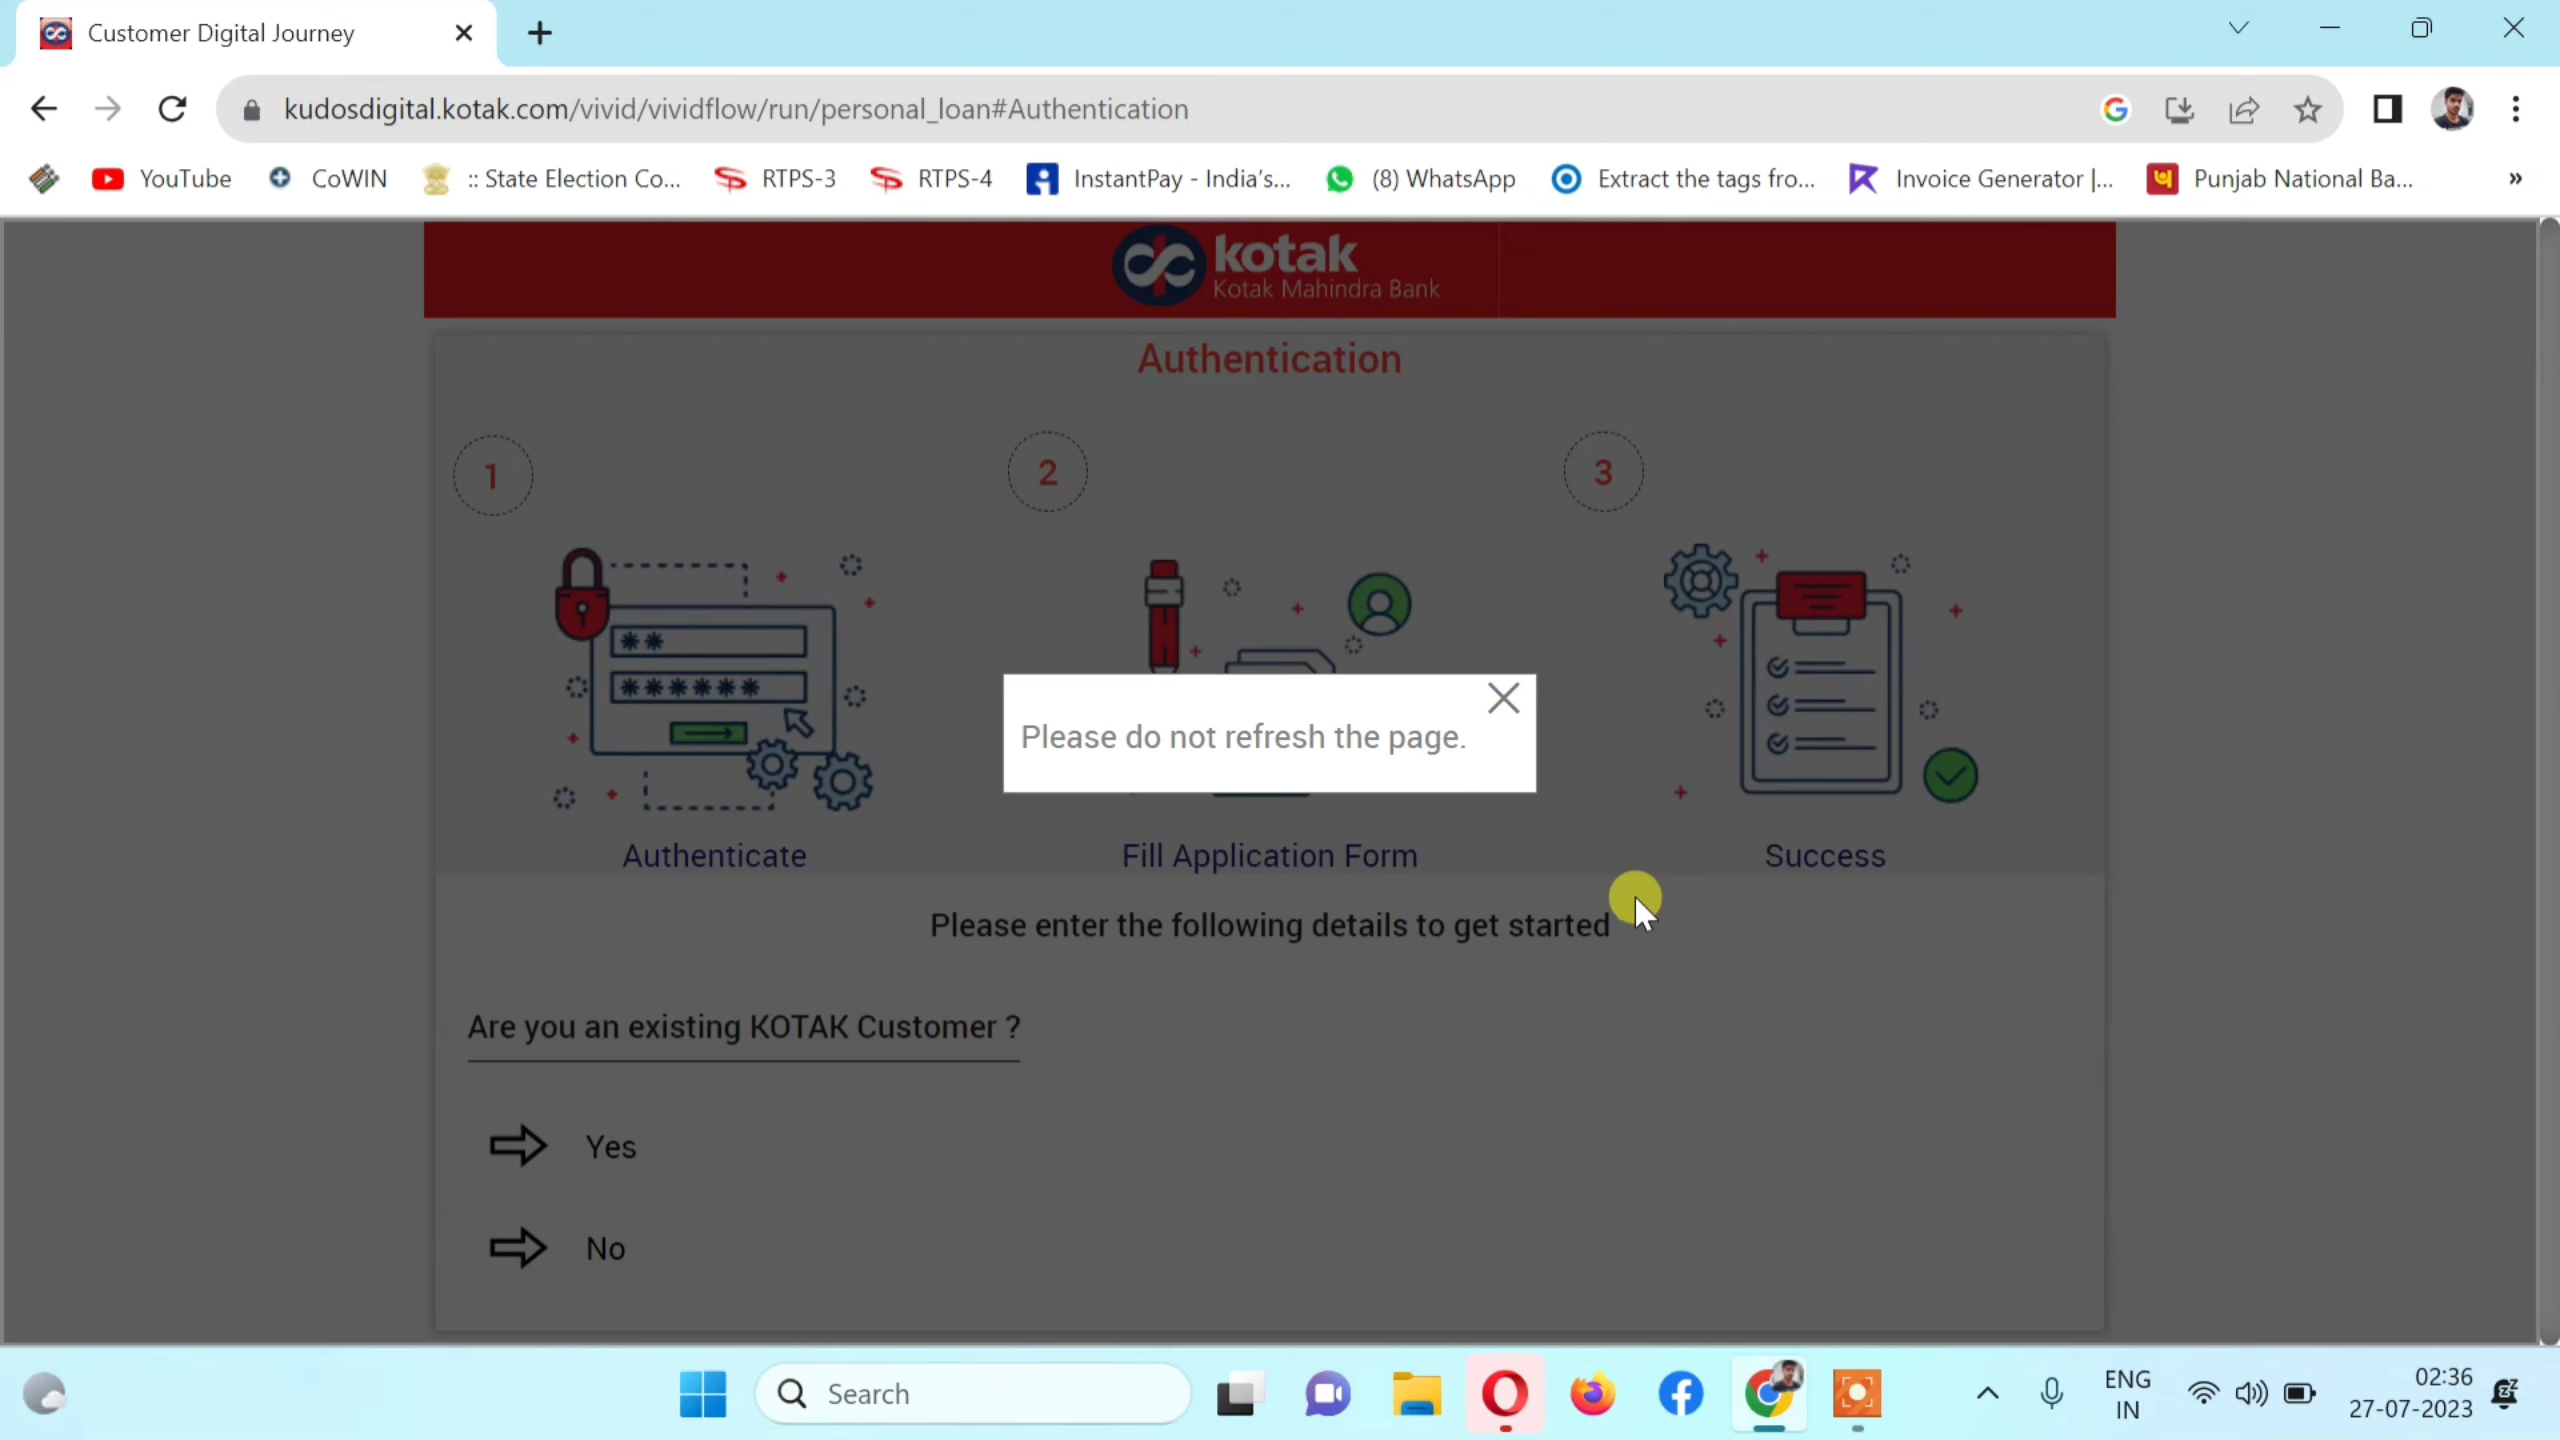 Customer Digital Journey
kudosdigital.kotak.com/vivid/vividflow/run/personal_loan#Authentication
YouTube CoWIN :: State Election Co... RTPS-3 RTPS-4 InstantPay - India's... (8) WhatsApp Extract the tags fro... Invoice Generator |... Punjab National Ba... »
kotak
Kotak Mahindra Bank
Authentication
1 2 3
** 
******
Please do not refresh the page.
Authenticate Fill Application Form Success
Please enter the following details to get started
Are you an existing KOTAK Customer ?
Yes
No
Search
ENG
IN
02:36
27-07-2023